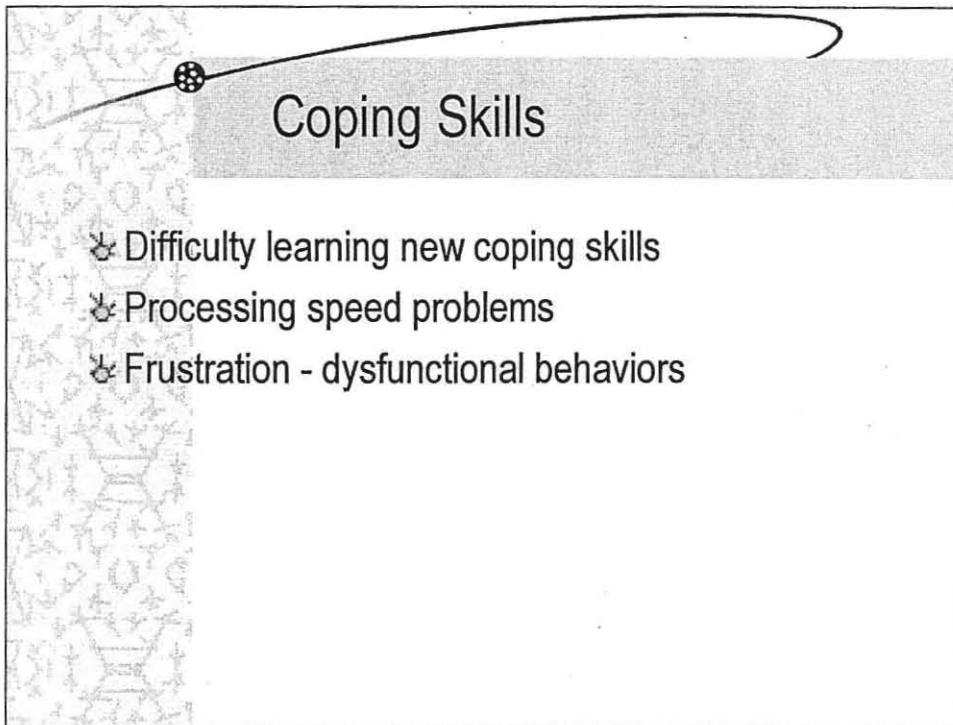 Coping Skills
Difficulty learning new coping skills
Processing speed problems
Frustration - dysfunctional behaviors